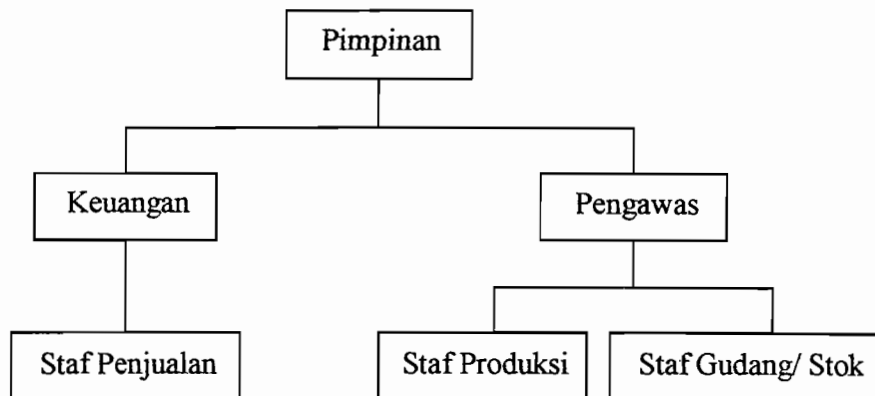 Pimpinan
Keuangan
Pengawas
Staf Penjualan
Staf Produksi
Staf Gudang/ Stok